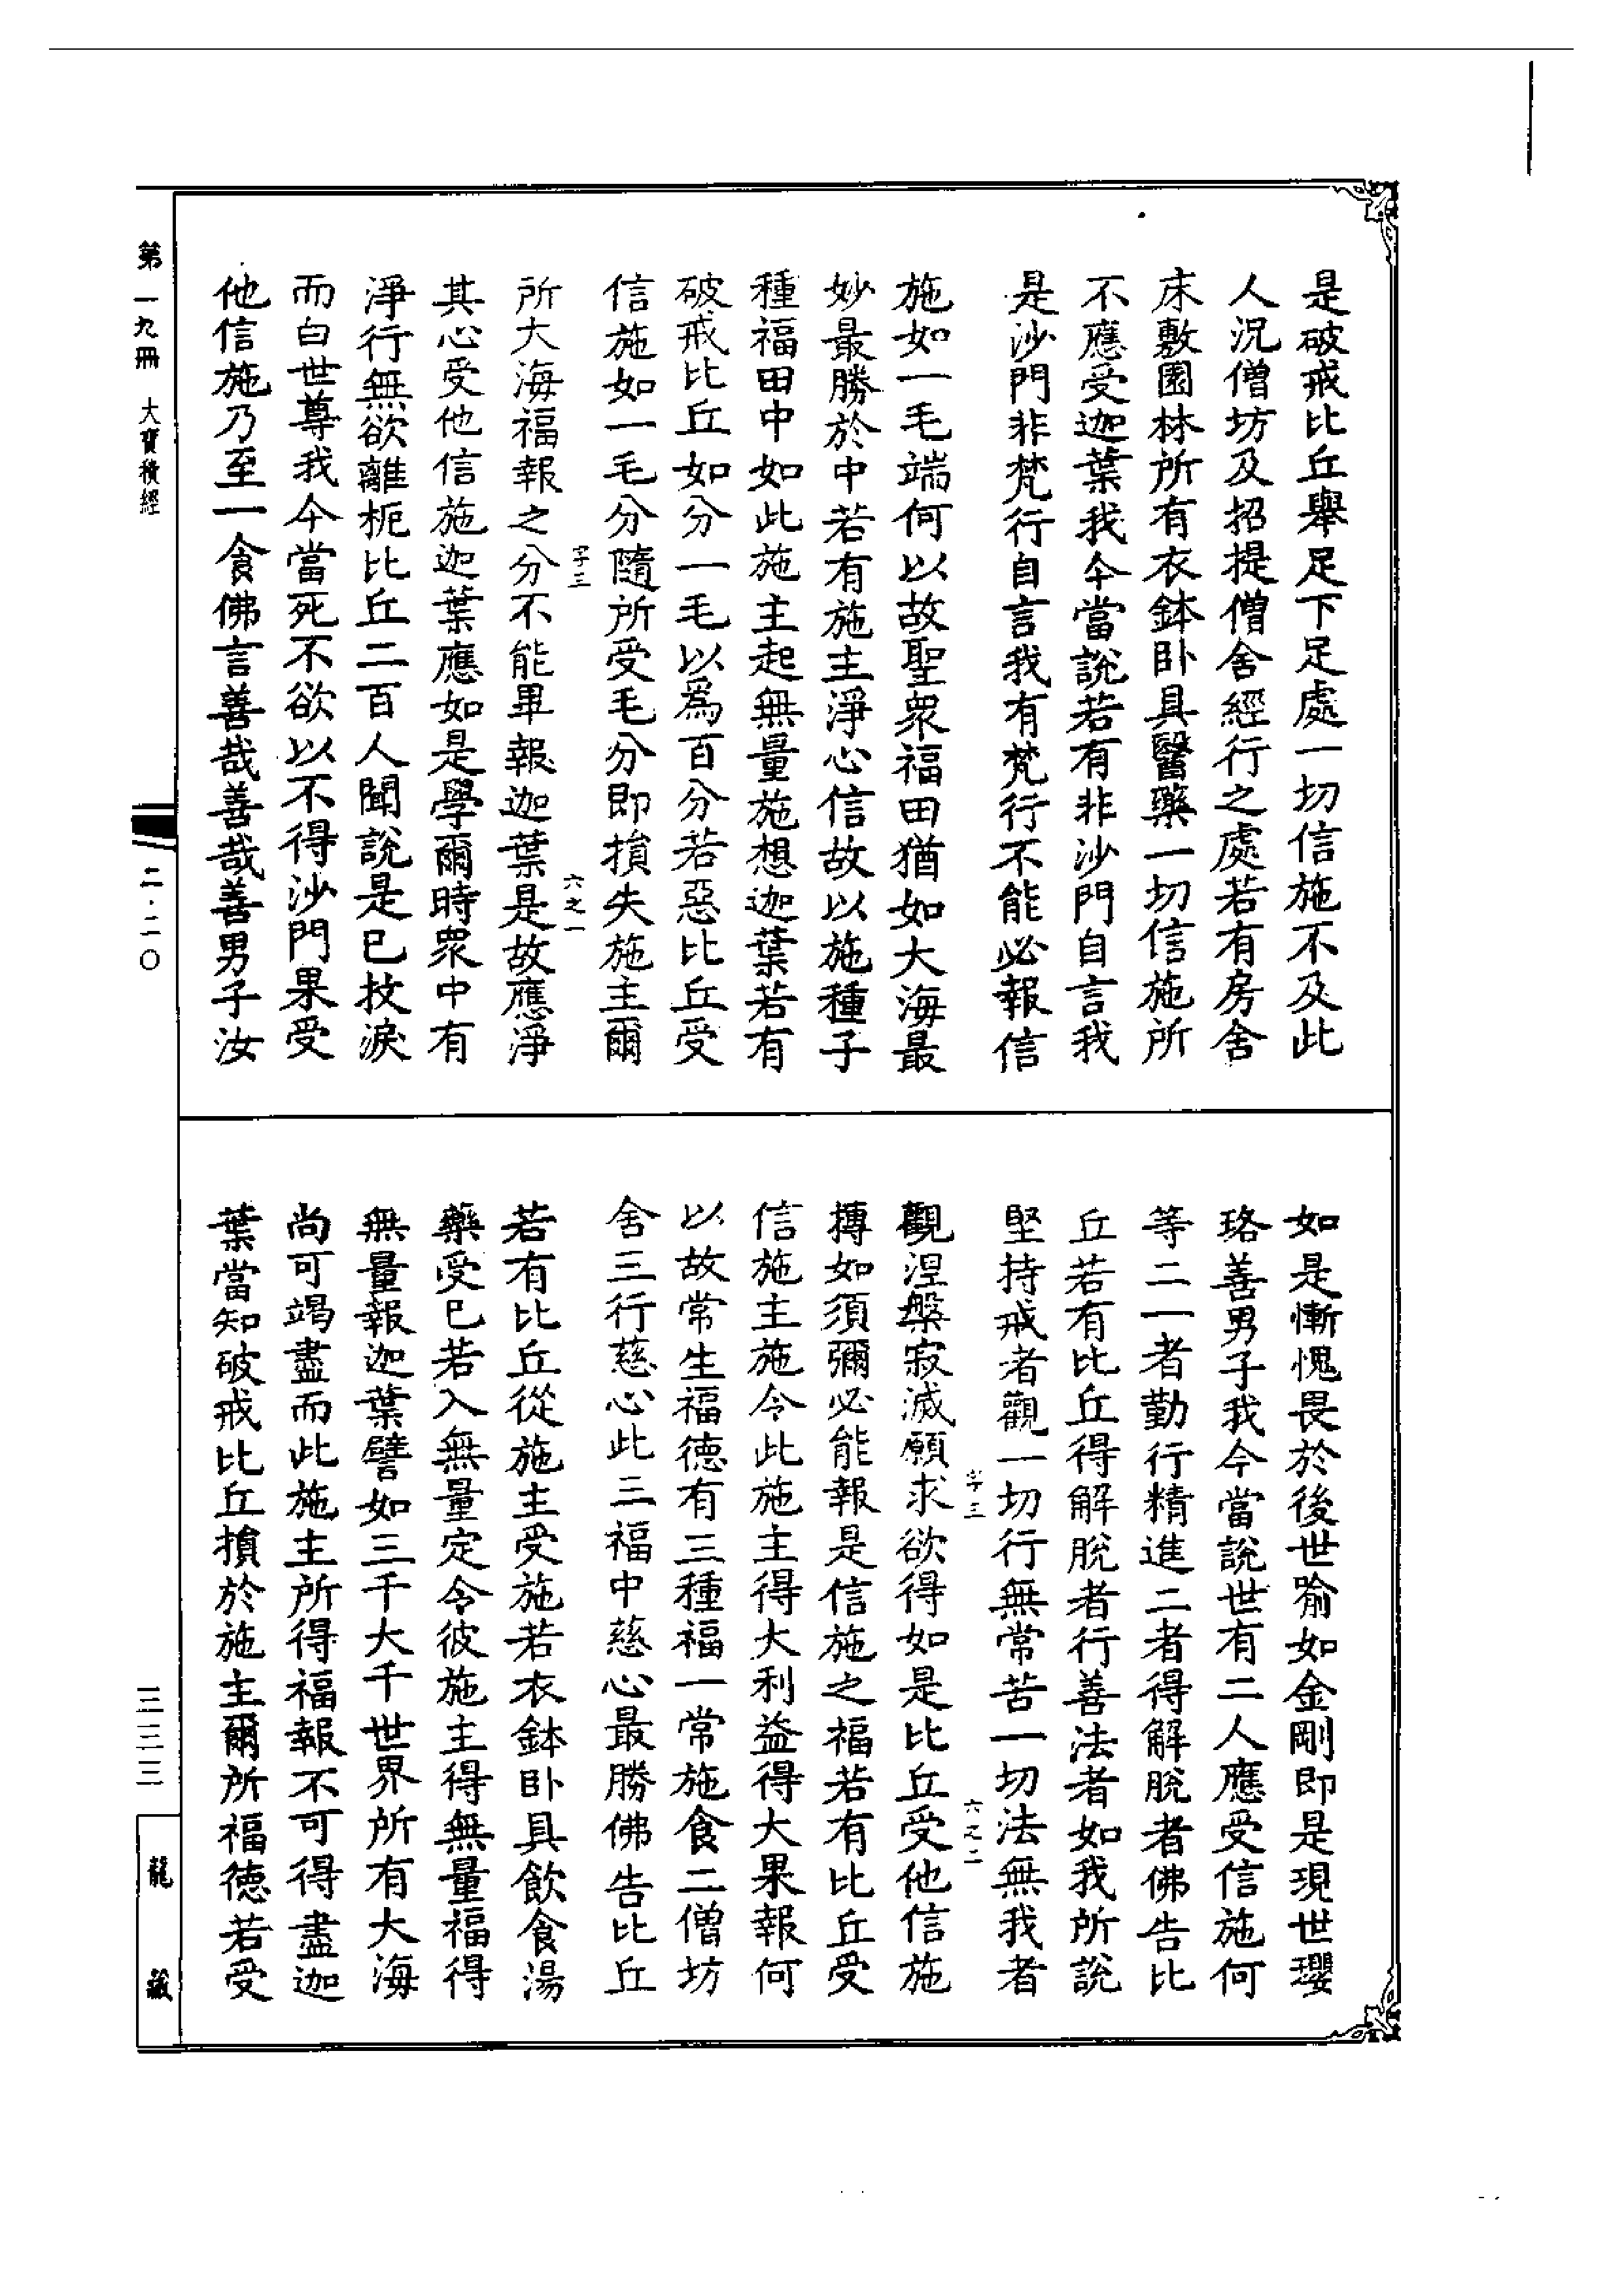 是破戒比丘舉足下足處一切信施不及此
人況僧坊及招提僧舍經行之處若有房舍
床敷園林所有衣鉢卧具醫藥一切信施所
不應受迦葉我今當說若有非沙門自言我
是沙門非梵行自言我有梵行不能必報信
施如一毛端何以故聖衆福田猶如大海最
妙最勝於中若有施主淨心信故以施種子
種福田中如此施主起無量施想迦葉若有
破戒比丘如分一毛以爲百分若惡比丘受
信施如一毛分隨所受毛分即損失施主爾
字三
六之一
所大海福報之分不能畢報迦葉是故應淨
其心受他信施迦葉應如是學爾時衆中有
淨行無欲離枙比丘二百人聞說是已抆淚
而白世尊我今當死不欲以不得沙門果受
他信施乃至一食佛言善哉善哉善男子汝
如是慚愧畏於後世喻如金剛即是現世瓔
珞善男子我今當說世有二人應受信施何
等二一者勤行精進二者得解脫者佛告比
丘若有比丘得解脫者行善法者如我所說
堅持戒者觀一切行無常苦一切法無我者
字三
六之二
觀涅槃寂滅願求欲得如是比丘受他信施
摶如須彌必能報是信施之福若有比丘受
信施主施令此施主得大利益得大果報何
以故常生福德有三種福一常施食二僧坊
舍三行慈心此三福中慈心最勝佛告比丘
若有比丘從施主受施若衣鉢卧具飲食湯
藥受已若入無量定令彼施主得無量福得
無量報迦葉譬如三千大千世界所有大海
尚可竭盡而此施主所得福報不可得盡迦
葉當知破戒比丘損於施主爾所福德若受
第一九冊 大寶積經
二·二〇
三三三
龍藏